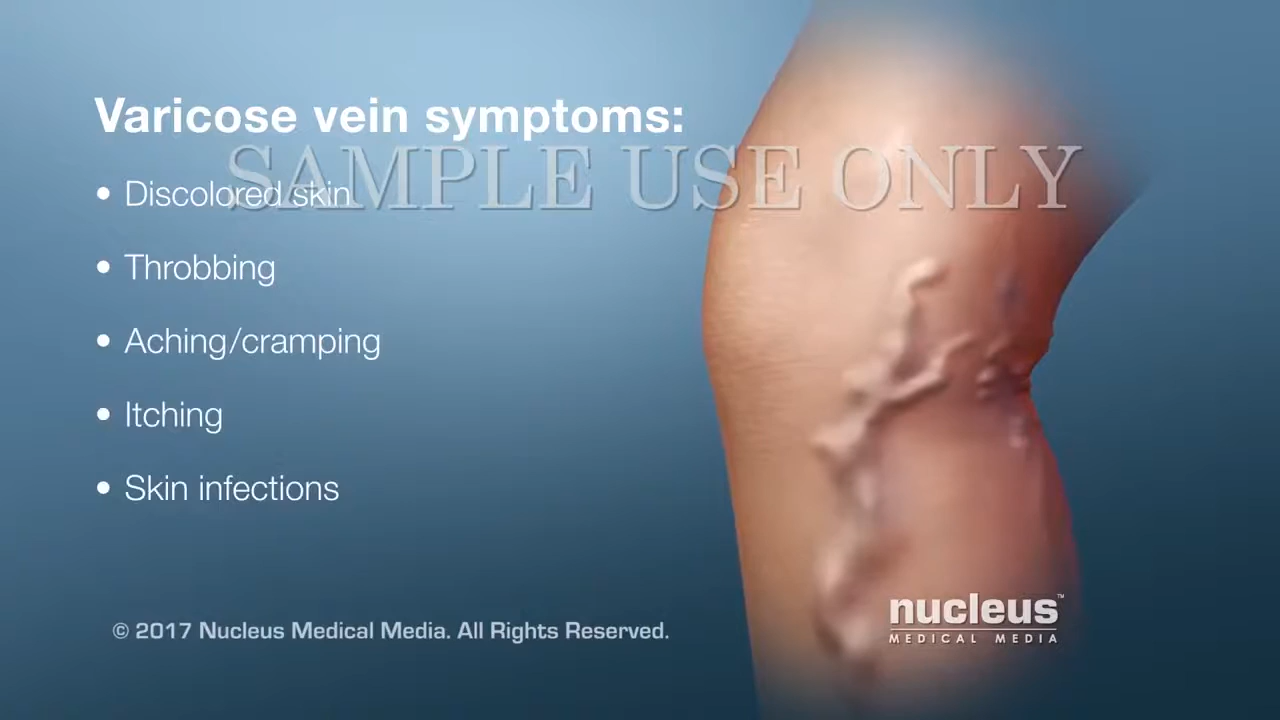 Varicose vein symptoms:
SAMPLE USE ONLY
• Discolored skin
• Throbbing
• Aching/cramping
• Itching
• Skin infections
© 2017 Nucleus Medical Media. All Rights Reserved.
nucleus™
MEDICAL MEDIA